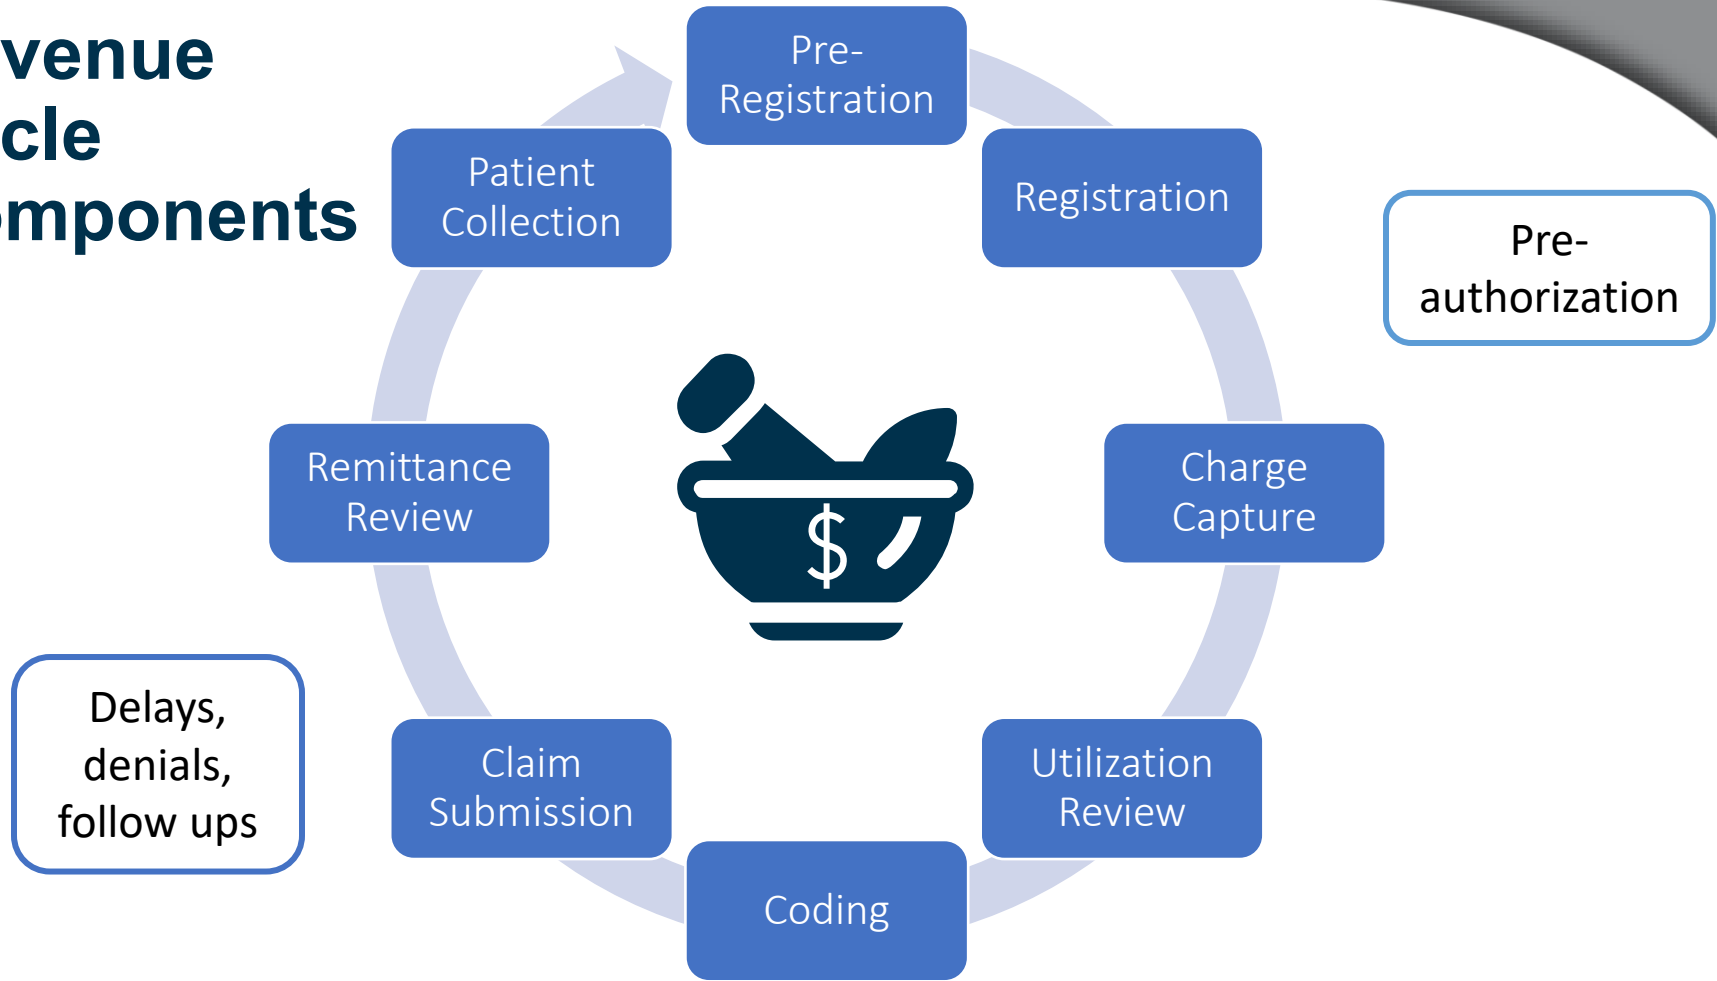 venue
cle
mponents
Pre-
Registration
Registration
Pre-
authorization
Charge
Capture
Utilization
Review
Coding
Claim
Submission
Delays,
denials,
follow ups
Remittance
Review
Patient
Collection
$